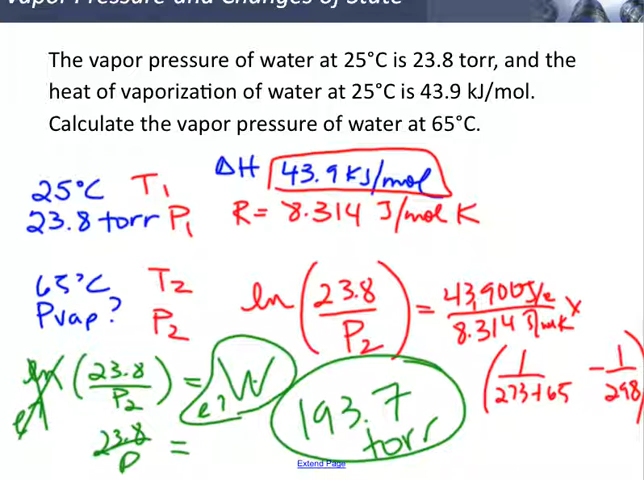 Vapor Pressure and Changes of State
The vapor pressure of water at 25°C is 23.8 torr, and the
heat of vaporization of water at 25°C is 43.9 kJ/mol.
Calculate the vapor pressure of water at 65°C.
25°C T1 ΔH 43.9 KJ/mol
23.8 torr P1 R = 8.314 J/mol K
65°C T2
Pvap? P2
ln (23.8/P2) = 43,900 J/ / 8.314 J/ K ×
(1/273+65 - 1/298)
ln (23.8/P2) = W
e
23.8/P =
193.7
torr
Extend Page